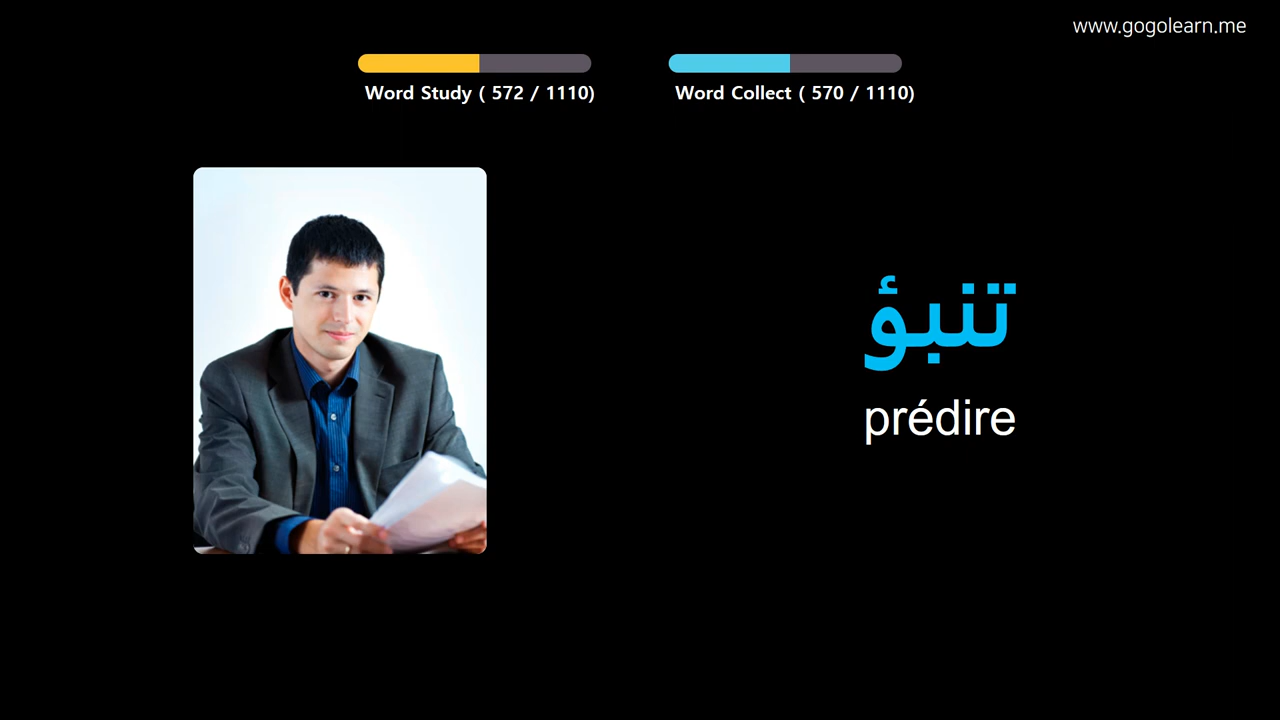 www.gogolearn.me
Word Study ( 572 / 1110)
Word Collect ( 570 / 1110)
تنبؤ
prédire